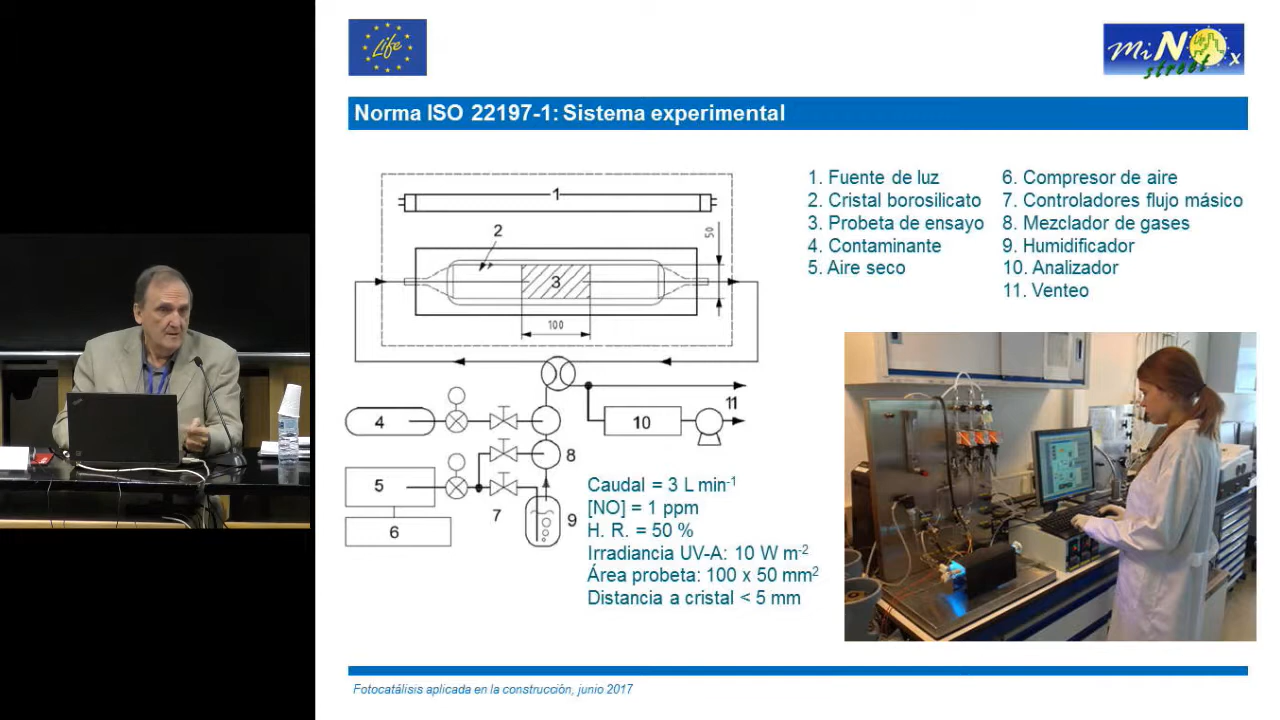 Life
MiNOx
street
Norma ISO 22197-1: Sistema experimental
1. Fuente de luz
2. Cristal borosilicato
3. Probeta de ensayo
4. Contaminante
5. Aire seco
6. Compresor de aire
7. Controladores flujo másico
8. Mezclador de gases
9. Humidificador
10. Analizador
11. Venteo
1
2
50
3
100
11
4
10
8
5
7
9
6
Caudal = 3 L min-1
[NO] = 1 ppm
H. R. = 50 %
Irradiancia UV-A: 10 W m-2
Área probeta: 100 x 50 mm2
Distancia a cristal < 5 mm
Fotocatálisis aplicada en la construcción, junio 2017